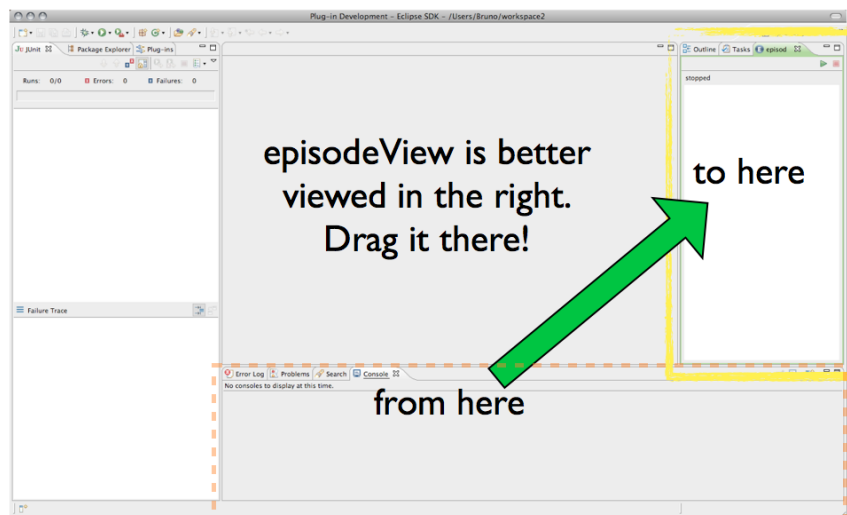 Plug-in Development – Eclipse SDK – /Users/Bruno/workspace2
JUnit
Package Explorer
Plug-ins
Outline
Tasks
episod
Runs: 0/0
Errors: 0
Failures: 0
stopped
episodeView is better
viewed in the right.
Drag it there!
to here
Failure Trace
Error Log
Problems
Search
Console
No consoles to display at this time.
from here